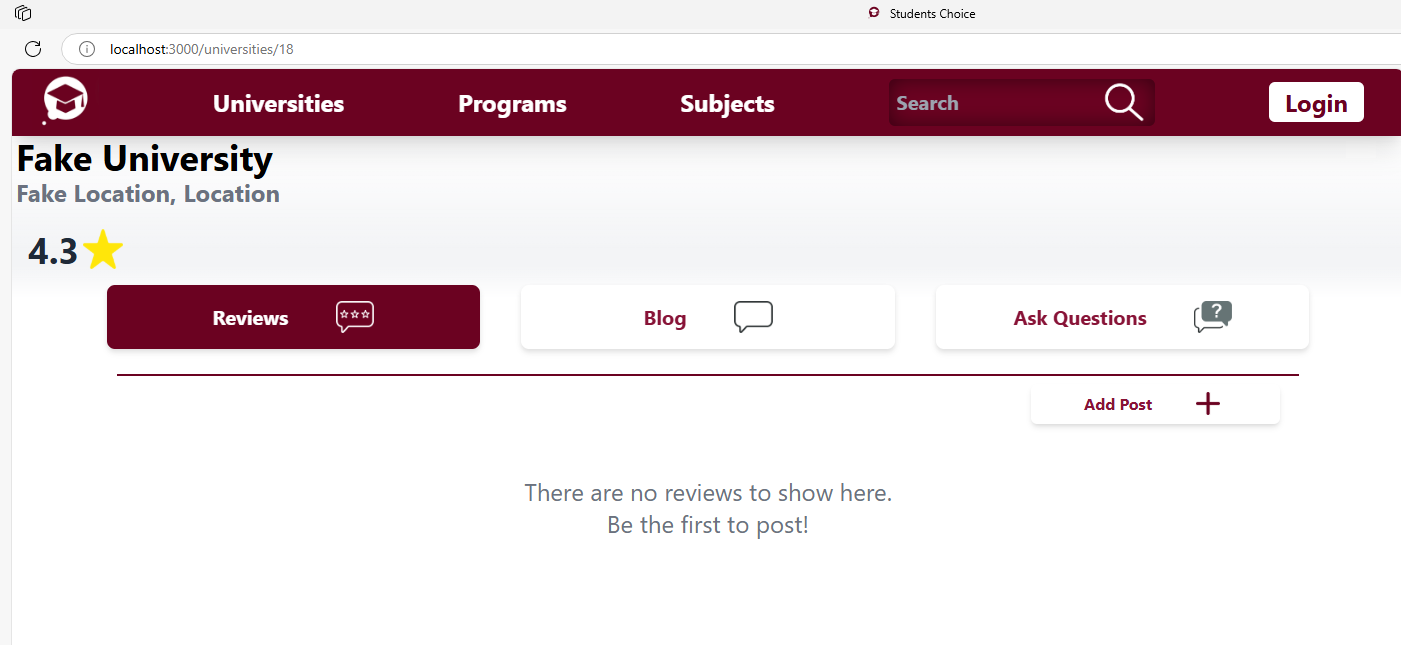 Students Choice
localhost:3000/universities/18
Universities Programs Subjects Search Login
Fake University
Fake Location, Location
4.3
Reviews Blog Ask Questions ?
Add Post
There are no reviews to show here.
Be the first to post!